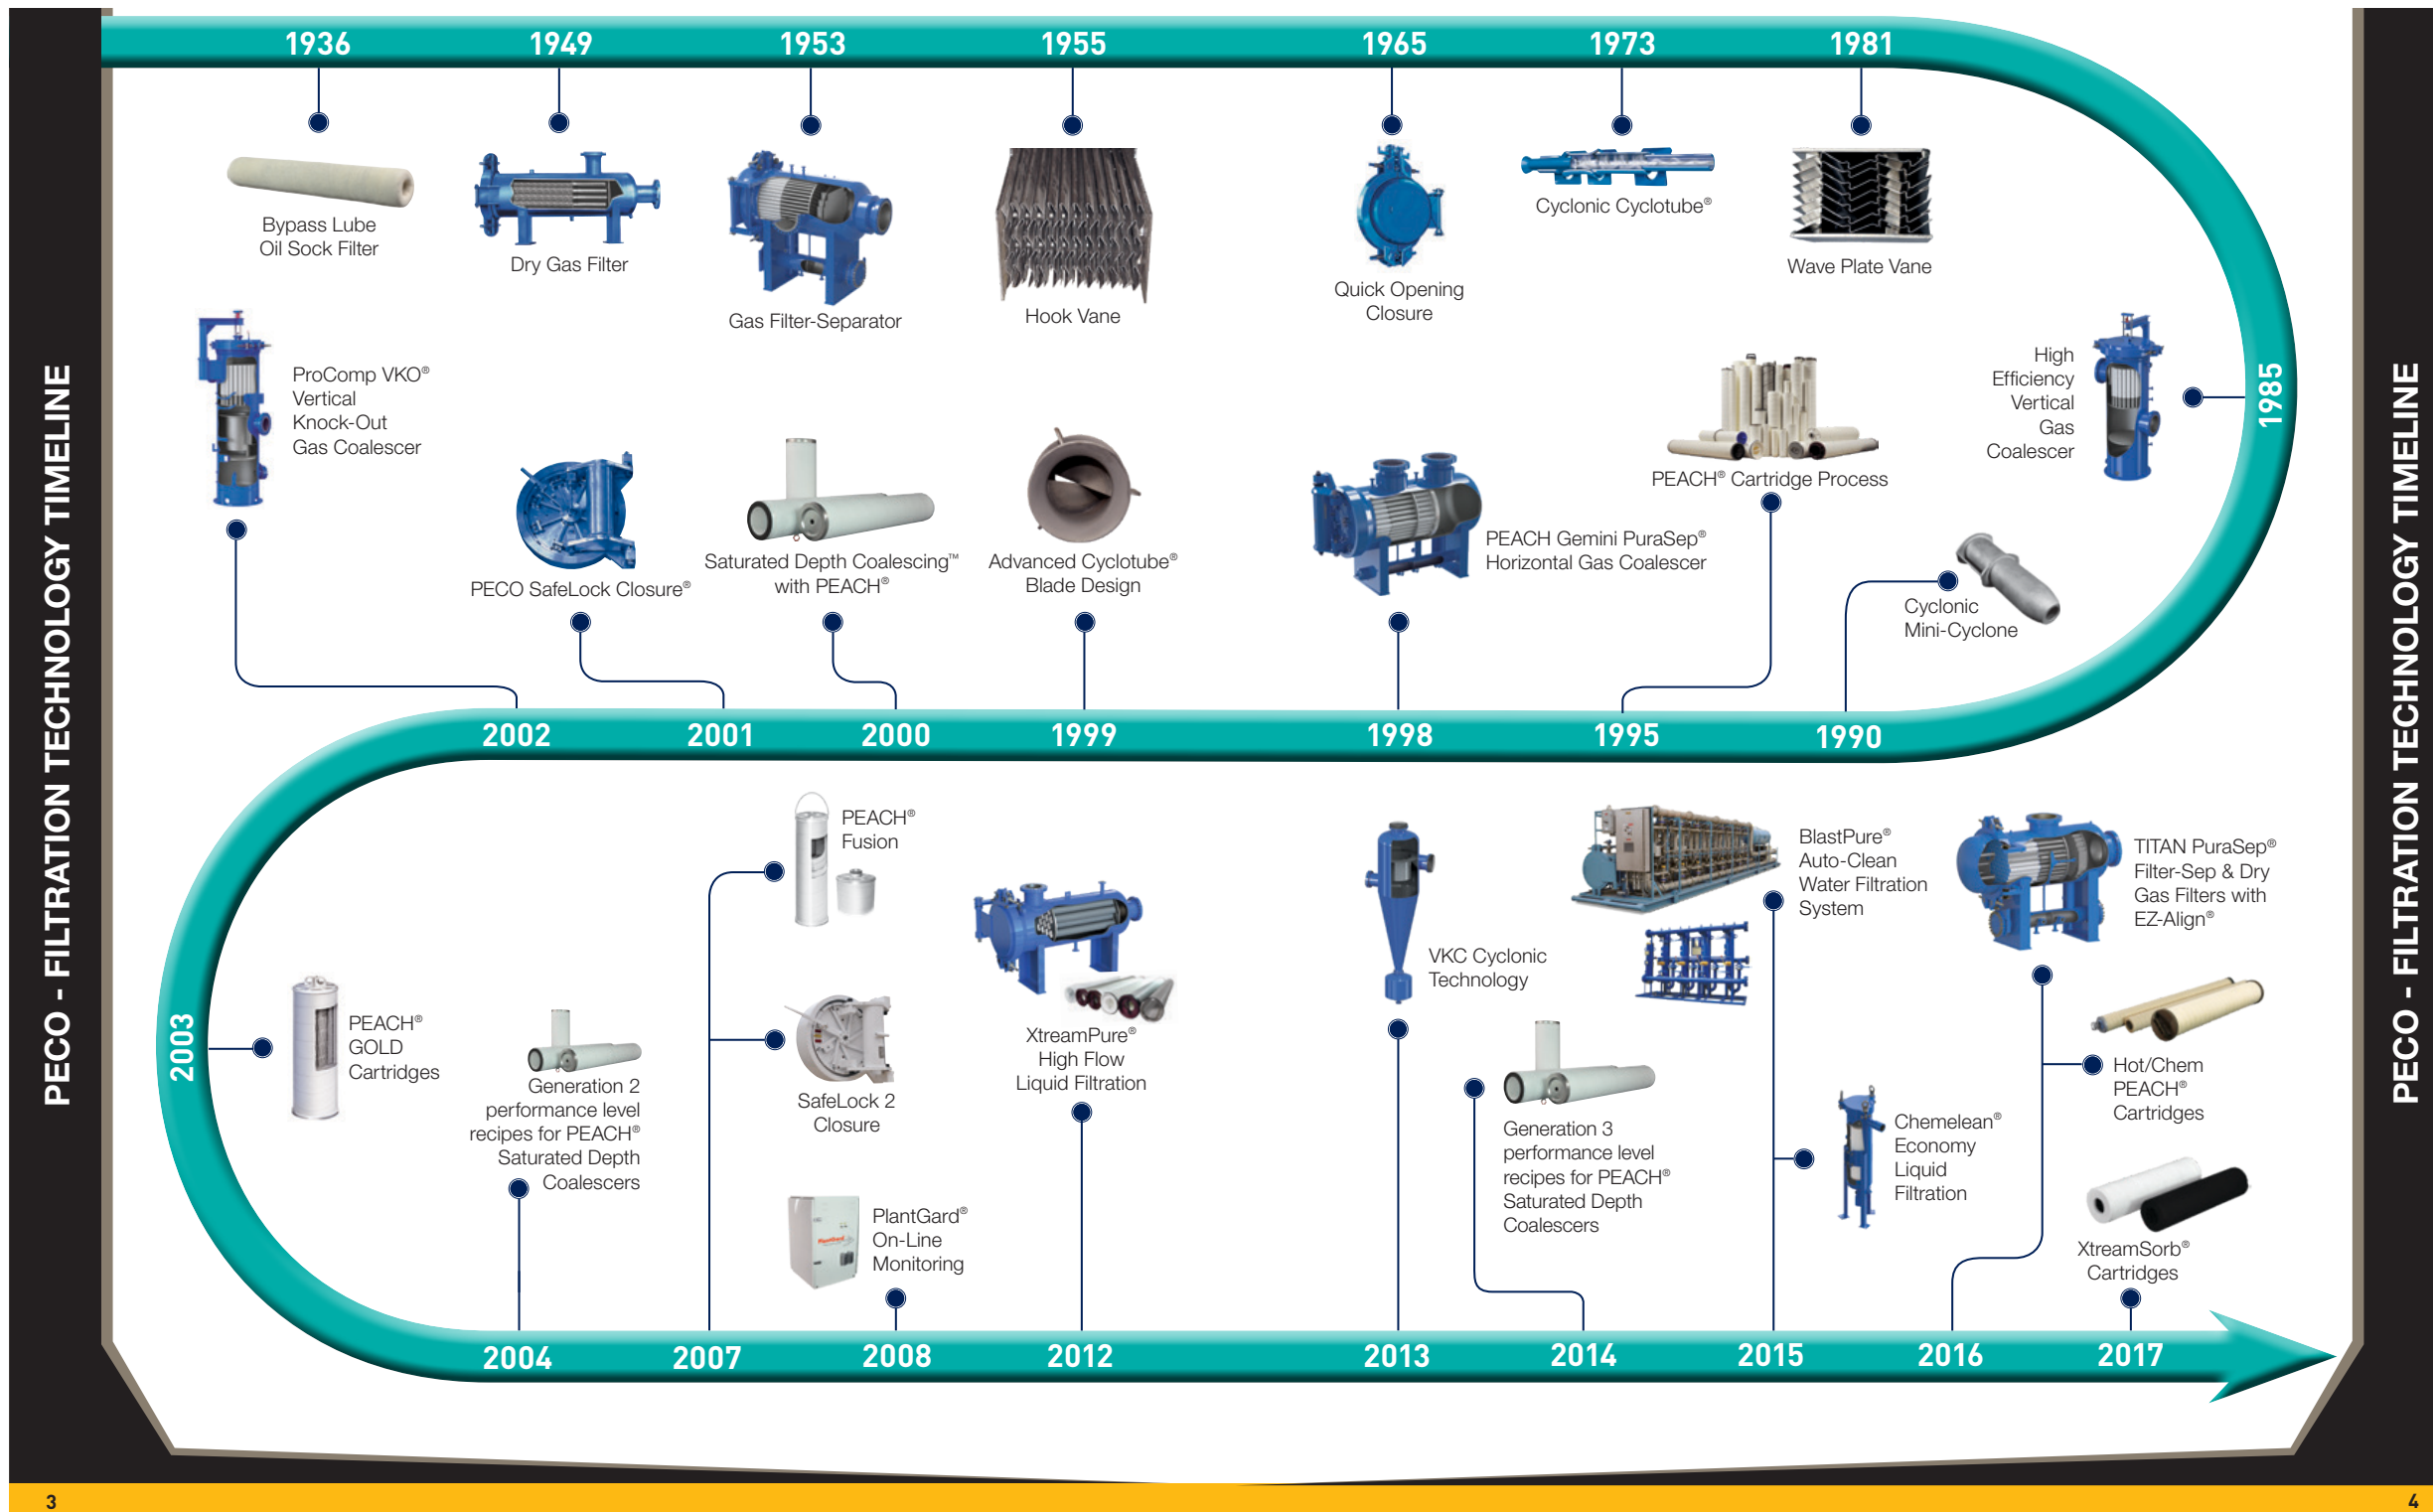 PECO - FILTRATION TECHNOLOGY TIMELINE
1936
1949
1953
1955
1965
1973
1981
Bypass Lube
Oil Sock Filter
Dry Gas Filter
Gas Filter-Separator
Hook Vane
Quick Opening
Closure
Cyclonic Cyclotube®
Wave Plate Vane
1985
High
Efficiency
Vertical
Gas
Coalescer
Cyclonic
Mini-Cyclone
PEACH® Cartridge Process
PEACH Gemini PuraSep®
Horizontal Gas Coalescer
Advanced Cyclotube®
Blade Design
Saturated Depth Coalescing™
with PEACH®
PECO SafeLock Closure®
ProComp VKO®
Vertical
Knock-Out
Gas Coalescer
2002
2001
2000
1999
1998
1995
1990
2003
PEACH®
GOLD
Cartridges
Generation 2
performance level
recipes for PEACH®
Saturated Depth
Coalescers
PEACH®
Fusion
SafeLock 2
Closure
PlantGard
PlantGard®
On-Line
Monitoring
XtreamPure®
High Flow
Liquid Filtration
VKC Cyclonic
Technology
Generation 3
performance level
recipes for PEACH®
Saturated Depth
Coalescers
BlastPure®
Auto-Clean
Water Filtration
System
Chemelean®
Economy
Liquid
Filtration
TITAN PuraSep®
Filter-Sep & Dry
Gas Filters with
EZ-Align®
Hot/Chem
PEACH®
Cartridges
XtreamSorb®
Cartridges
2004
2007
2008
2012
2013
2014
2015
2016
2017
PECO - FILTRATION TECHNOLOGY TIMELINE
3
4